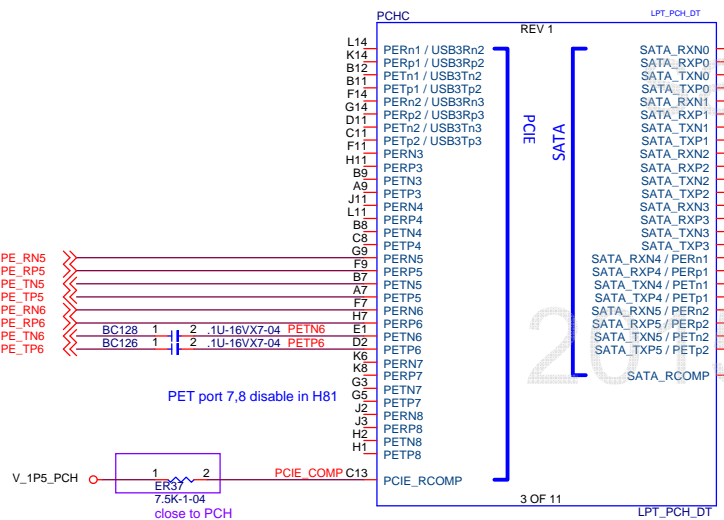 PCHC
LPT_PCH_DT
REV 1
L14 PERn1 / USB3Rn2 SATA_RXN0
K14 PERp1 / USB3Rp2 SATA_RXP0
B12 PETn1 / USB3Tn2 SATA_TXN0
B11 PETp1 / USB3Tp2 SATA_TXP0
F14 PERn2 / USB3Rn3 SATA_RXN1
G14 PERp2 / USB3Rp3 SATA_RXP1
D11 PETn2 / USB3Tn3 SATA_TXN1
C11 PETp2 / USB3Tp3 SATA_TXP1
F11 PERN3 SATA_RXN2
H11 PERP3 SATA_RXP2
B9 PETN3 SATA_TXN2
A9 PETP3 SATA_TXP2
J11 PERN4 SATA_RXN3
L11 PERP4 SATA_RXP3
B8 PETN4 SATA_TXN3
C8 PETP4 SATA_TXP3
PE_RN5 G9 PERN5 SATA_RXN4 / PERn1
PE_RP5 F9 PERP5 SATA_RXP4 / PERp1
PE_TN5 B7 PETN5 SATA_TXN4 / PETn1
PE_TP5 A7 PETP5 SATA_TXP4 / PETp1
PE_RN6 F7 PERN6 SATA_RXN5 / PERn2
PE_RP6 H7 PERP6 SATA_RXP5 / PERp2
PE_TN6 BC128 1 2 .1U-16VX7-04 PETN6 E1 PETN6 SATA_TXN5 / PETn2
PE_TP6 BC126 1 2 .1U-16VX7-04 PETP6 D2 PETP6 SATA_TXP5 / PETp2
K6 PERN7
K8 PERP7 SATA_RCOMP
G3 PETN7
G5 PETP7
J2 PERN8
J3 PERP8
H2 PETN8
H1 PETP8
PCIE
SATA
PET port 7,8 disable in H81
V_1P5_PCH 1 2 PCIE_COMP C13 PCIE_RCOMP
ER37
7.5K-1-04
close to PCH
3 OF 11
LPT_PCH_DT